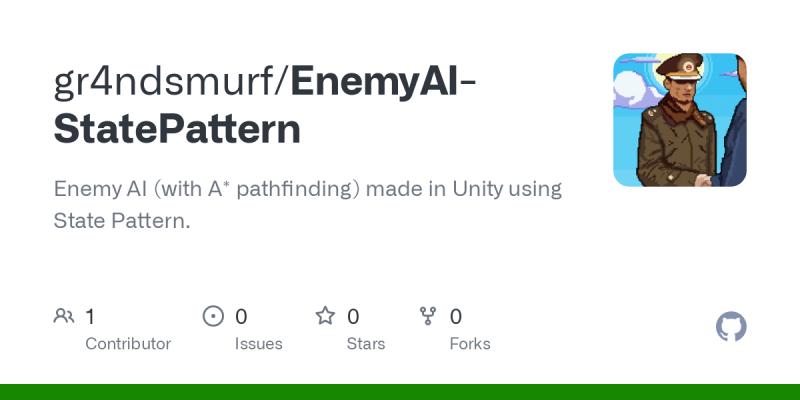 gr4ndsmurf/EnemyAI-
StatePattern
Enemy AI (with A* pathfinding) made in Unity using
State Pattern.
1
Contributor
0
Issues
0
Stars
0
Forks